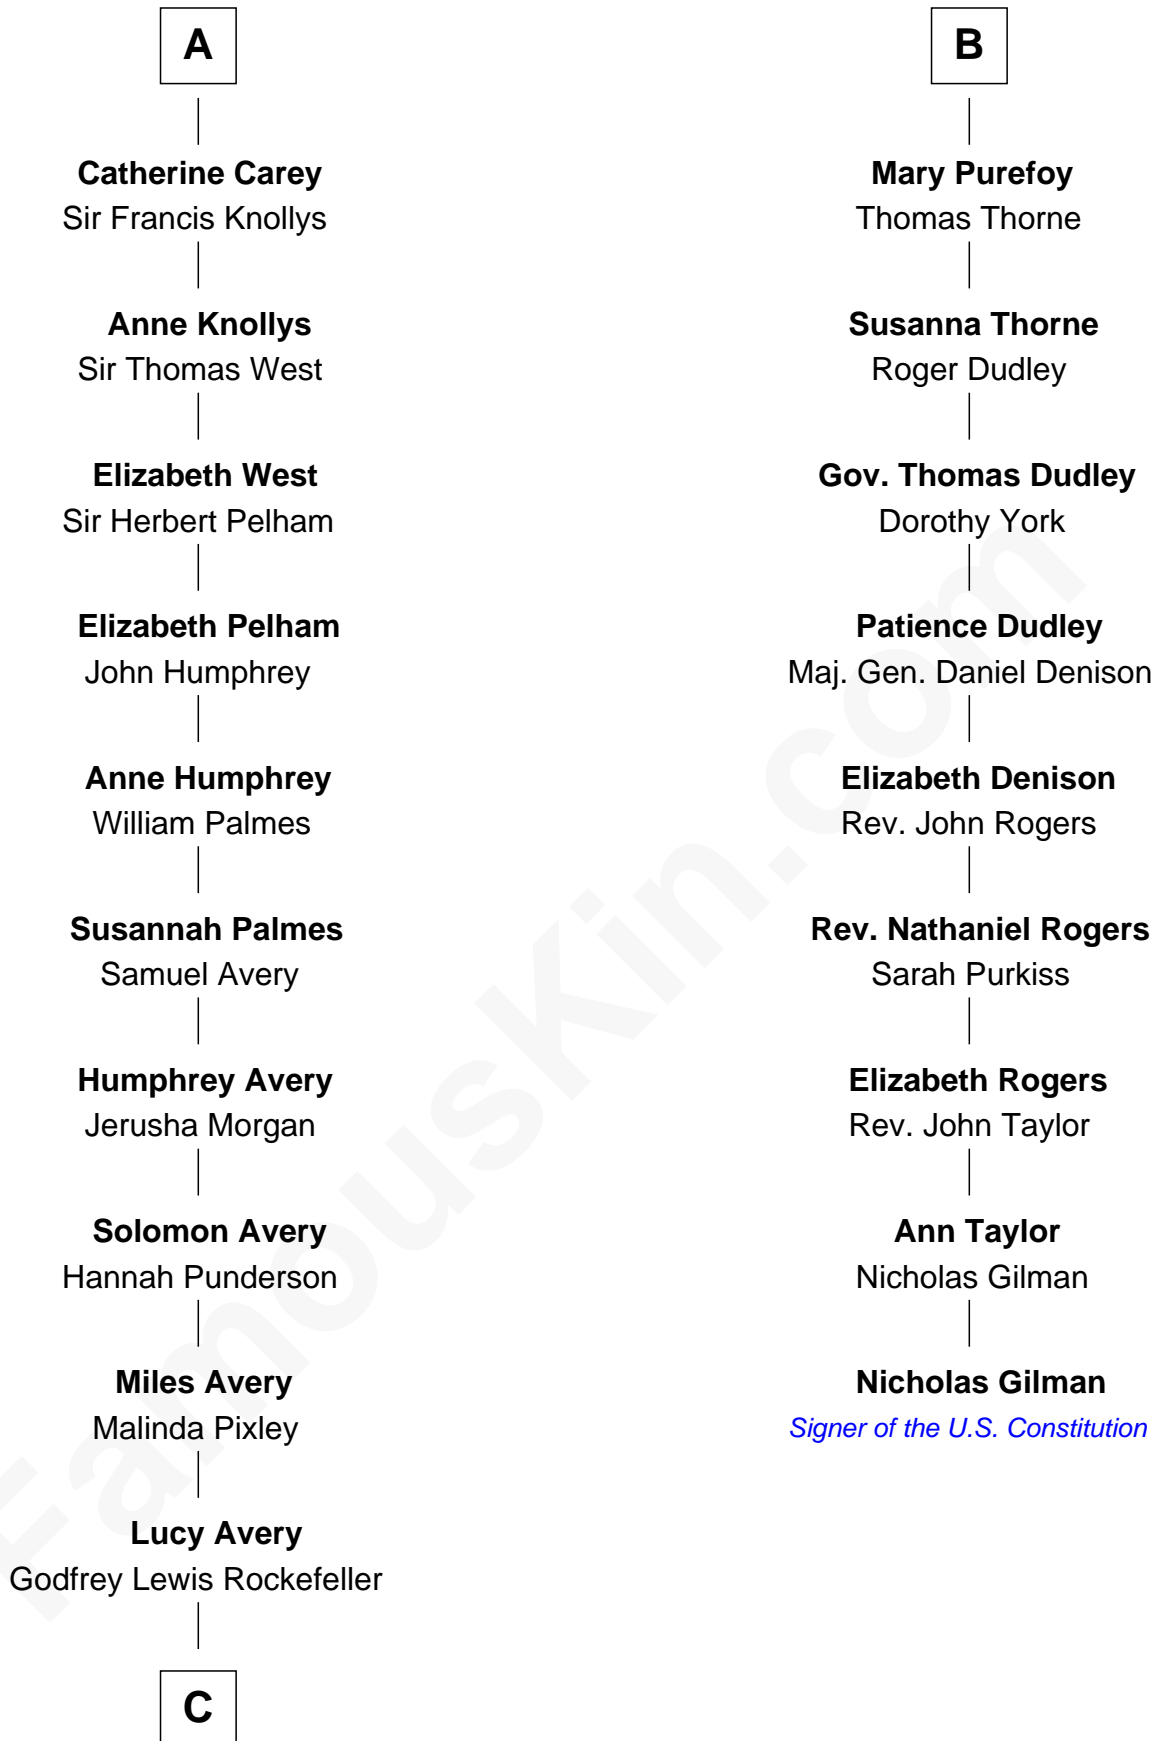 A
Catherine Carey
Sir Francis Knollys
Anne Knollys
Sir Thomas West
Elizabeth West
Sir Herbert Pelham
Elizabeth Pelham
John Humphrey
Anne Humphrey
William Palmes
Susannah Palmes
Samuel Avery
Humphrey Avery
Jerusha Morgan
Solomon Avery
Hannah Punderson
Miles Avery
Malinda Pixley
Lucy Avery
Godfrey Lewis Rockefeller
C
B
Mary Purefoy
Thomas Thorne
Susanna Thorne
Roger Dudley
Gov. Thomas Dudley
Dorothy York
Patience Dudley
Maj. Gen. Daniel Denison
Elizabeth Denison
Rev. John Rogers
Rev. Nathaniel Rogers
Sarah Purkiss
Elizabeth Rogers
Rev. John Taylor
Ann Taylor
Nicholas Gilman
Nicholas Gilman
Signer of the U.S. Constitution
FamousKin.com